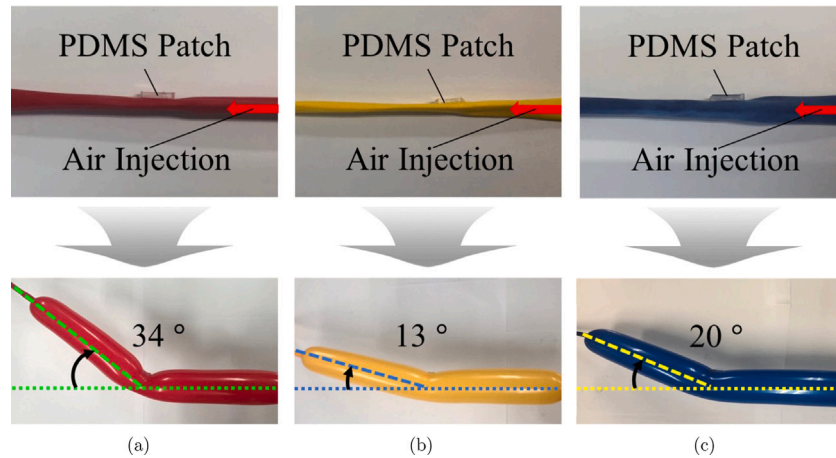 PDMS Patch
Air Injection
PDMS Patch
Air Injection
PDMS Patch
Air Injection
34 °
13 °
20 °
(a)
(b)
(c)